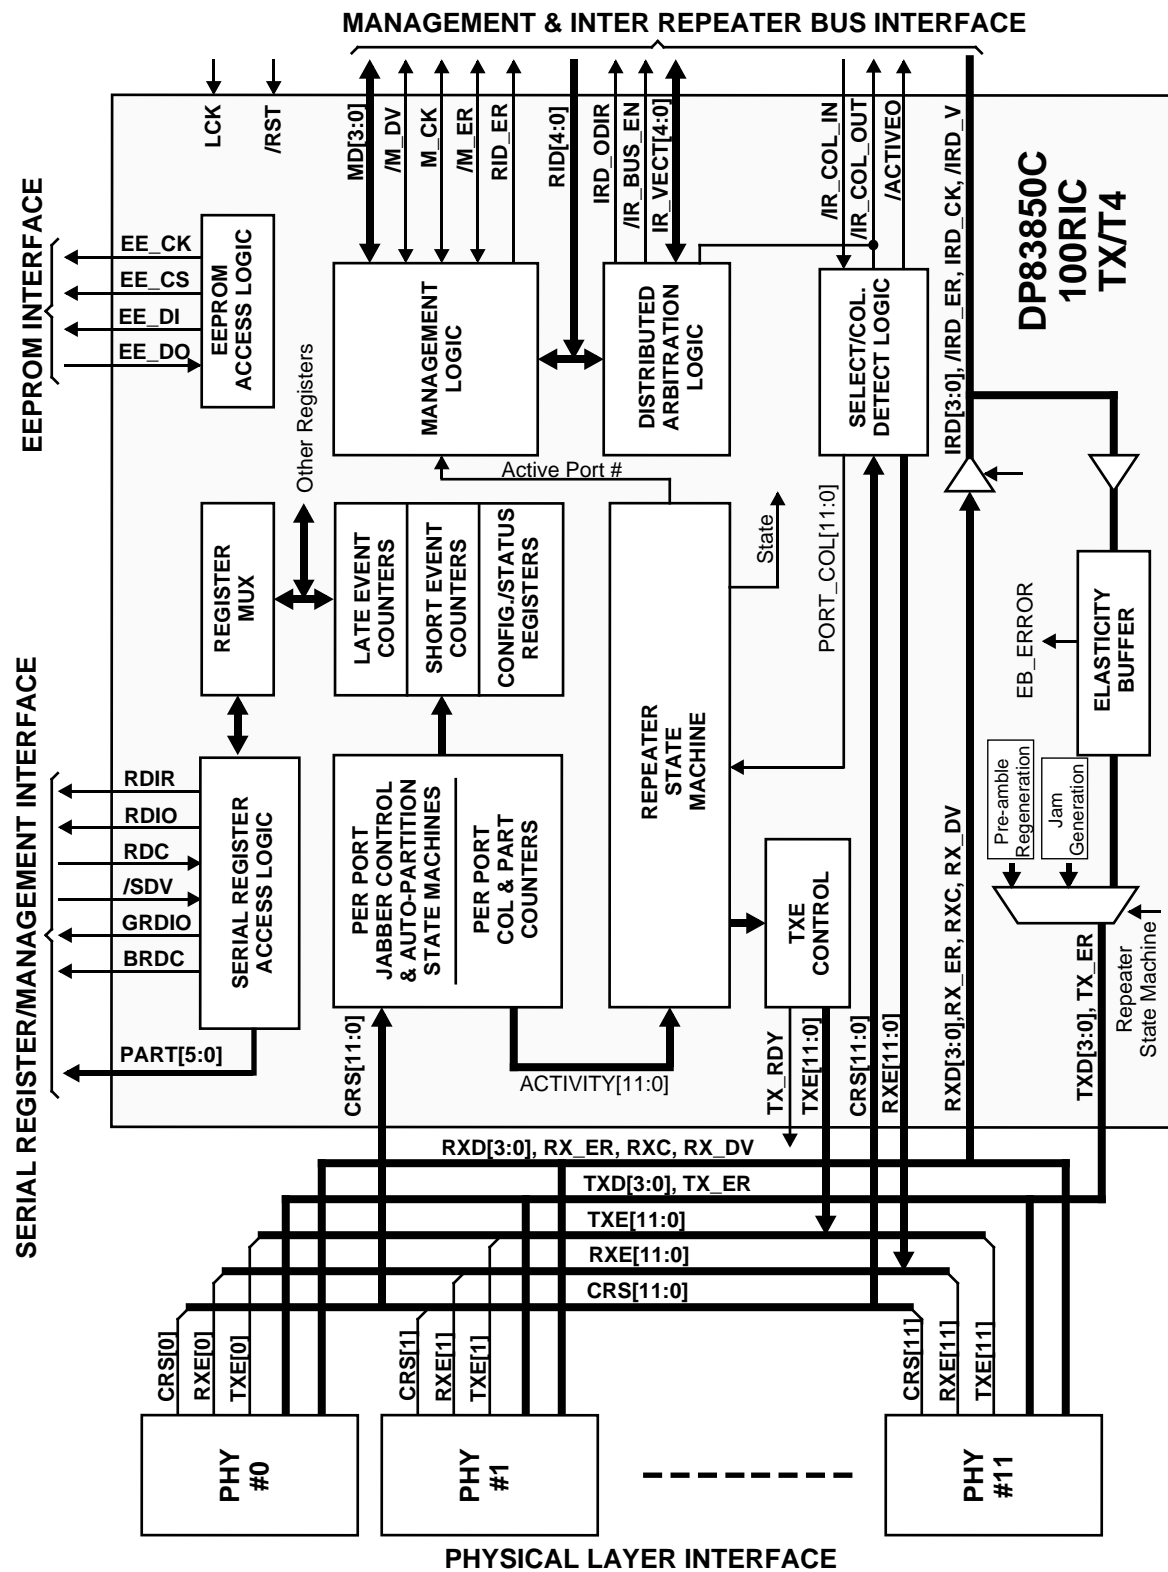 MANAGEMENT & INTER REPEATER BUS INTERFACE
LCK
/RST
MD[3:0]
/M_DV
M_CK
/M_ER
RID_ER
RID[4:0]
IRD_ODIR
/IR_BUS_EN
IR_VECT[4:0]
/IR_COL_IN
/IR_COL_OUT
/ACTIVEO
IRD[3:0], /IRD_ER, IRD_CK, /IRD_V
DP83850C
100RIC
TX/T4
EEPROM INTERFACE
EE_CK
EE_CS
EE_DI
EE_DO
EEPROM
ACCESS LOGIC
Other Registers
MANAGEMENT
LOGIC
DISTRIBUTED
ARBITRATION
LOGIC
SELECT/COL.
DETECT LOGIC
Active Port #
REGISTER
MUX
LATE EVENT
COUNTERS
SHORT EVENT
COUNTERS
CONFIG./STATUS
REGISTERS
State
PORT_COL[11:0]
EB_ERROR
ELASTICITY
BUFFER
SERIAL REGISTER/MANAGEMENT INTERFACE
RDIR
RDIO
RDC
/SDV
GRDIO
BRDC
PART[5:0]
SERIAL REGISTER
ACCESS LOGIC
PER PORT
JABBER CONTROL
& AUTO-PARTITION
STATE MACHINES
PER PORT
COL & PART
COUNTERS
REPEATER
STATE
MACHINE
TXE
CONTROL
Pre-amble
Regeneration
Jam
Generation
Repeater
State Machine
CRS[11:0]
ACTIVITY[11:0]
TX_RDY
TXE[11:0]
CRS[11:0]
RXE[11:0]
RXD[3:0],RX_ER, RXC, RX_DV
TXD[3:0], TX_ER
RXD[3:0], RX_ER, RXC, RX_DV
TXD[3:0], TX_ER
TXE[11:0]
RXE[11:0]
CRS[11:0]
CRS[0]
RXE[0]
TXE[0]
CRS[1]
RXE[1]
TXE[1]
CRS[11]
RXE[11]
TXE[11]
PHY
#0
PHY
#1
PHY
#11
PHYSICAL LAYER INTERFACE